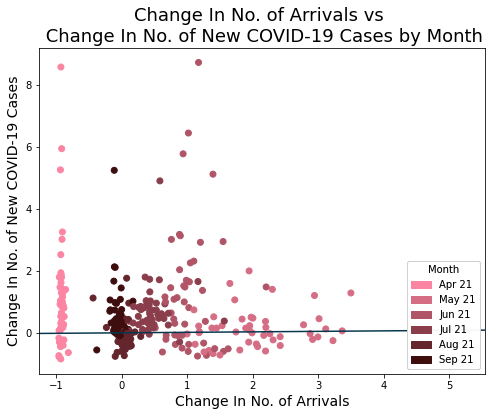 Change In No. of Arrivals vs
Change In No. of New COVID-19 Cases by Month
Change In No. of New COVID-19 Cases
8
6
4
2
0
−1
0
1
2
3
4
5
Change In No. of Arrivals
Month
Apr 21
May 21
Jun 21
Jul 21
Aug 21
Sep 21